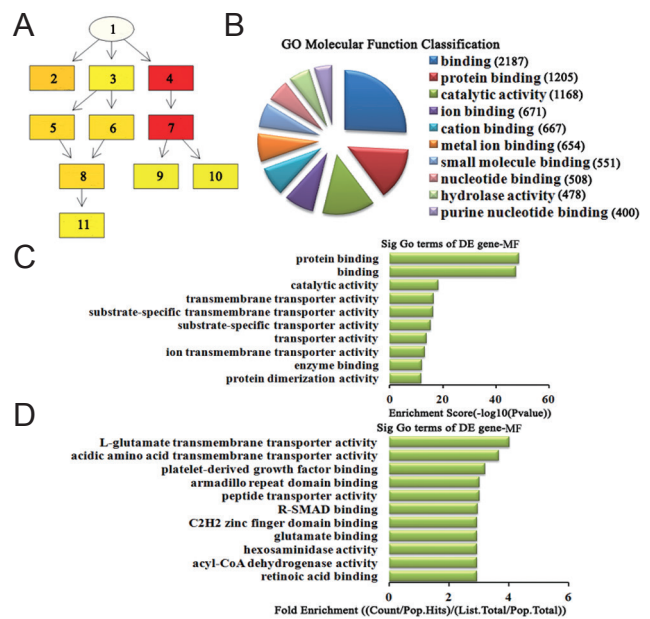 A
1
2 3 4
5 6 7
8 9 10
11
B
GO Molecular Function Classification
binding (2187)
protein binding (1205)
catalytic activity (1168)
ion binding (671)
cation binding (667)
metal ion binding (654)
small molecule binding (551)
nucleotide binding (508)
hydrolase activity (478)
purine nucleotide binding (400)
C
Sig Go terms of DE gene-MF
protein binding
binding
catalytic activity
transmembrane transporter activity
substrate-specific transmembrane transporter activity
substrate-specific transporter activity
transporter activity
ion transmembrane transporter activity
enzyme binding
protein dimerization activity
0 20 40 60
Enrichment Score(-log10(Pvalue))
D
Sig Go terms of DE gene-MF
L-glutamate transmembrane transporter activity
acidic amino acid transmembrane transporter activity
platelet-derived growth factor binding
armadillo repeat domain binding
peptide transporter activity
R-SMAD binding
C2H2 zinc finger domain binding
glutamate binding
hexosaminidase activity
acyl-CoA dehydrogenase activity
retinoic acid binding
0 2 4 6
Fold Enrichment ((Count/Pop.Hits)/(List.Total/Pop.Total))